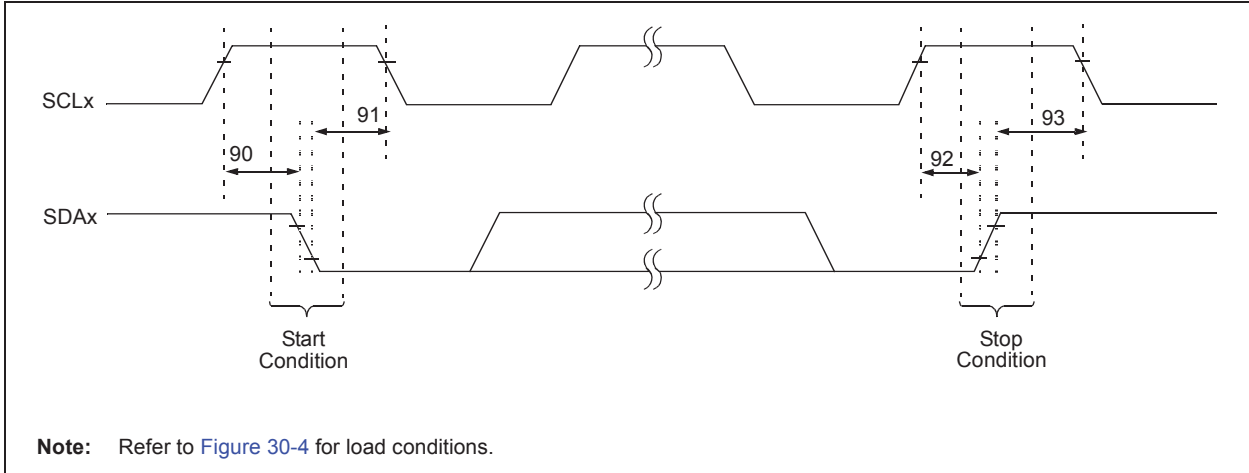 SCLx
91
93
90
92
SDAx
Start
Condition
Stop
Condition
Note: Refer to Figure 30-4 for load conditions.